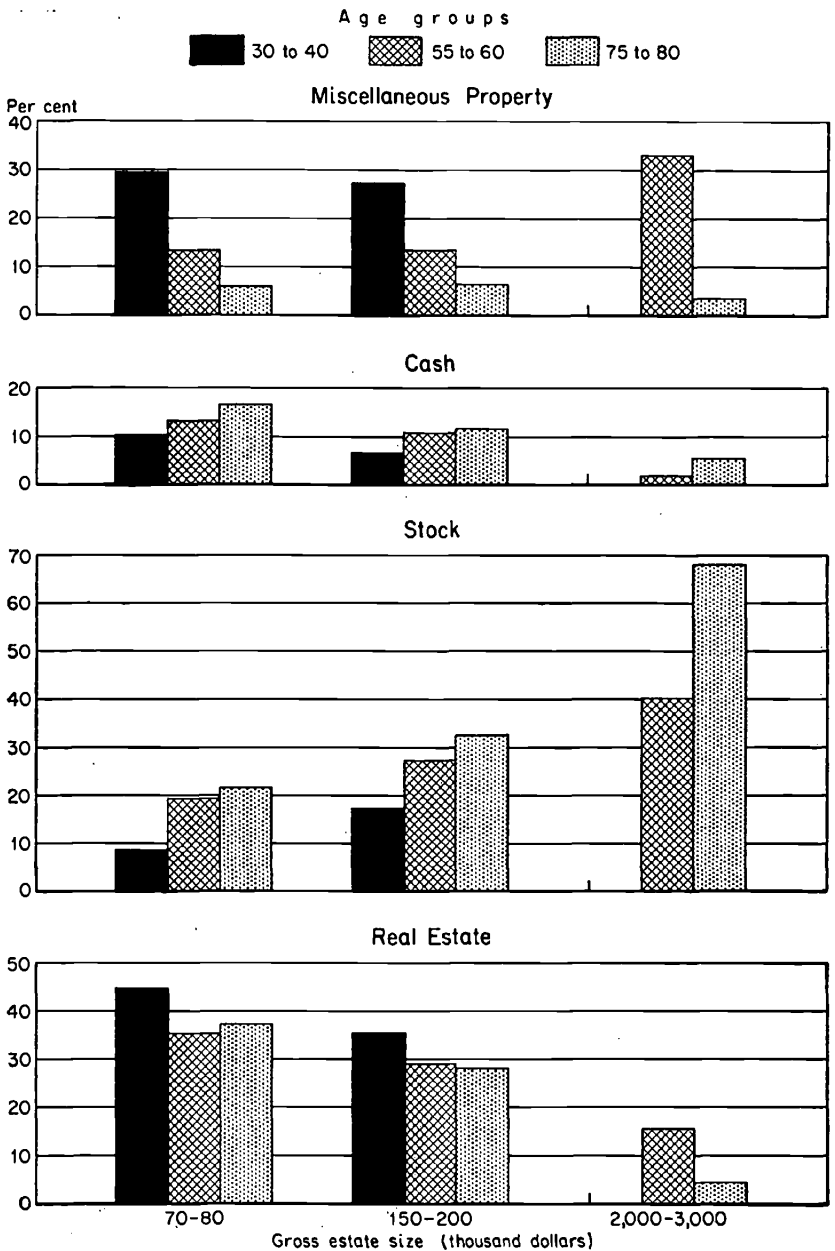 Age groups
30 to 40 55 to 60 75 to 80
Miscellaneous Property
Per cent
40
30
20
10
0
Cash
20
10
0
Stock
70
60
50
40
30
20
10
0
Real Estate
50
40
30
20
10
0
70-80 150-200 2,000-3,000
Gross estate size (thousand dollars)